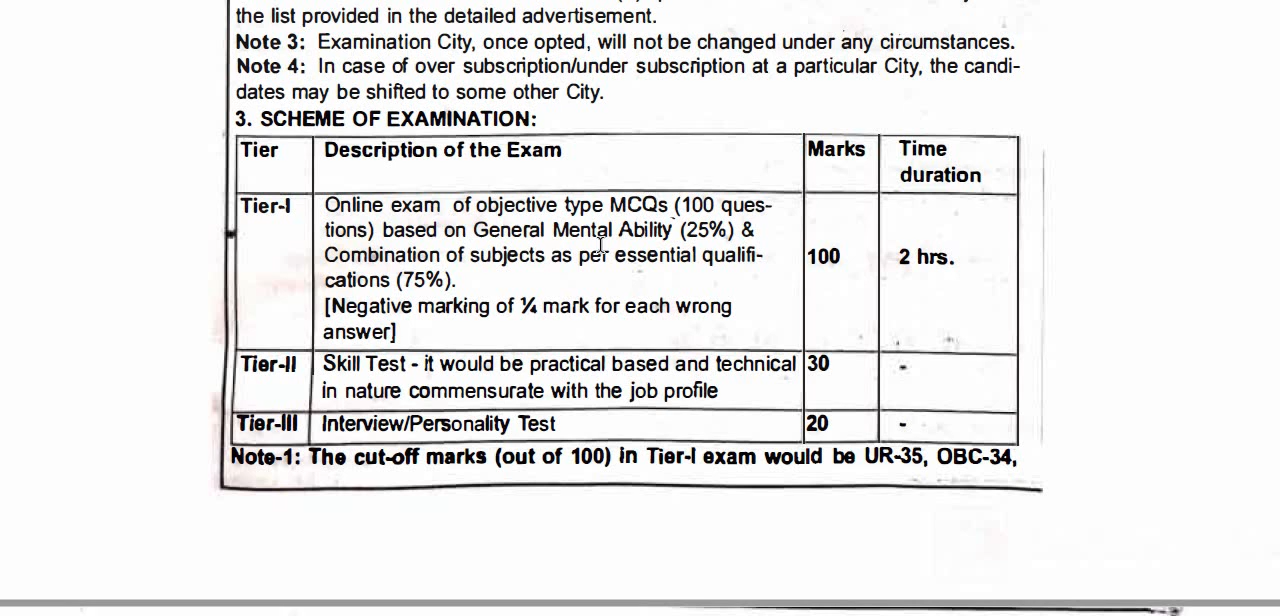 the list provided in the detailed advertisement.
Note 3: Examination City, once opted, will not be changed under any circumstances.
Note 4: In case of over subscription/under subscription at a particular City, the candi-
dates may be shifted to some other City.
3. SCHEME OF EXAMINATION:
Tier Description of the Exam Marks Time
duration
Tier-I Online exam of objective type MCQs (100 ques-
tions) based on General Mental Ability (25%) &
Combination of subjects as per essential qualifi- 100 2 hrs.
cations (75%).
[Negative marking of ¼ mark for each wrong
answer]
Tier-II Skill Test - it would be practical based and technical 30 -
in nature commensurate with the job profile
Tier-III Interview/Personality Test 20 -
Note-1: The cut-off marks (out of 100) in Tier-I exam would be UR-35, OBC-34,